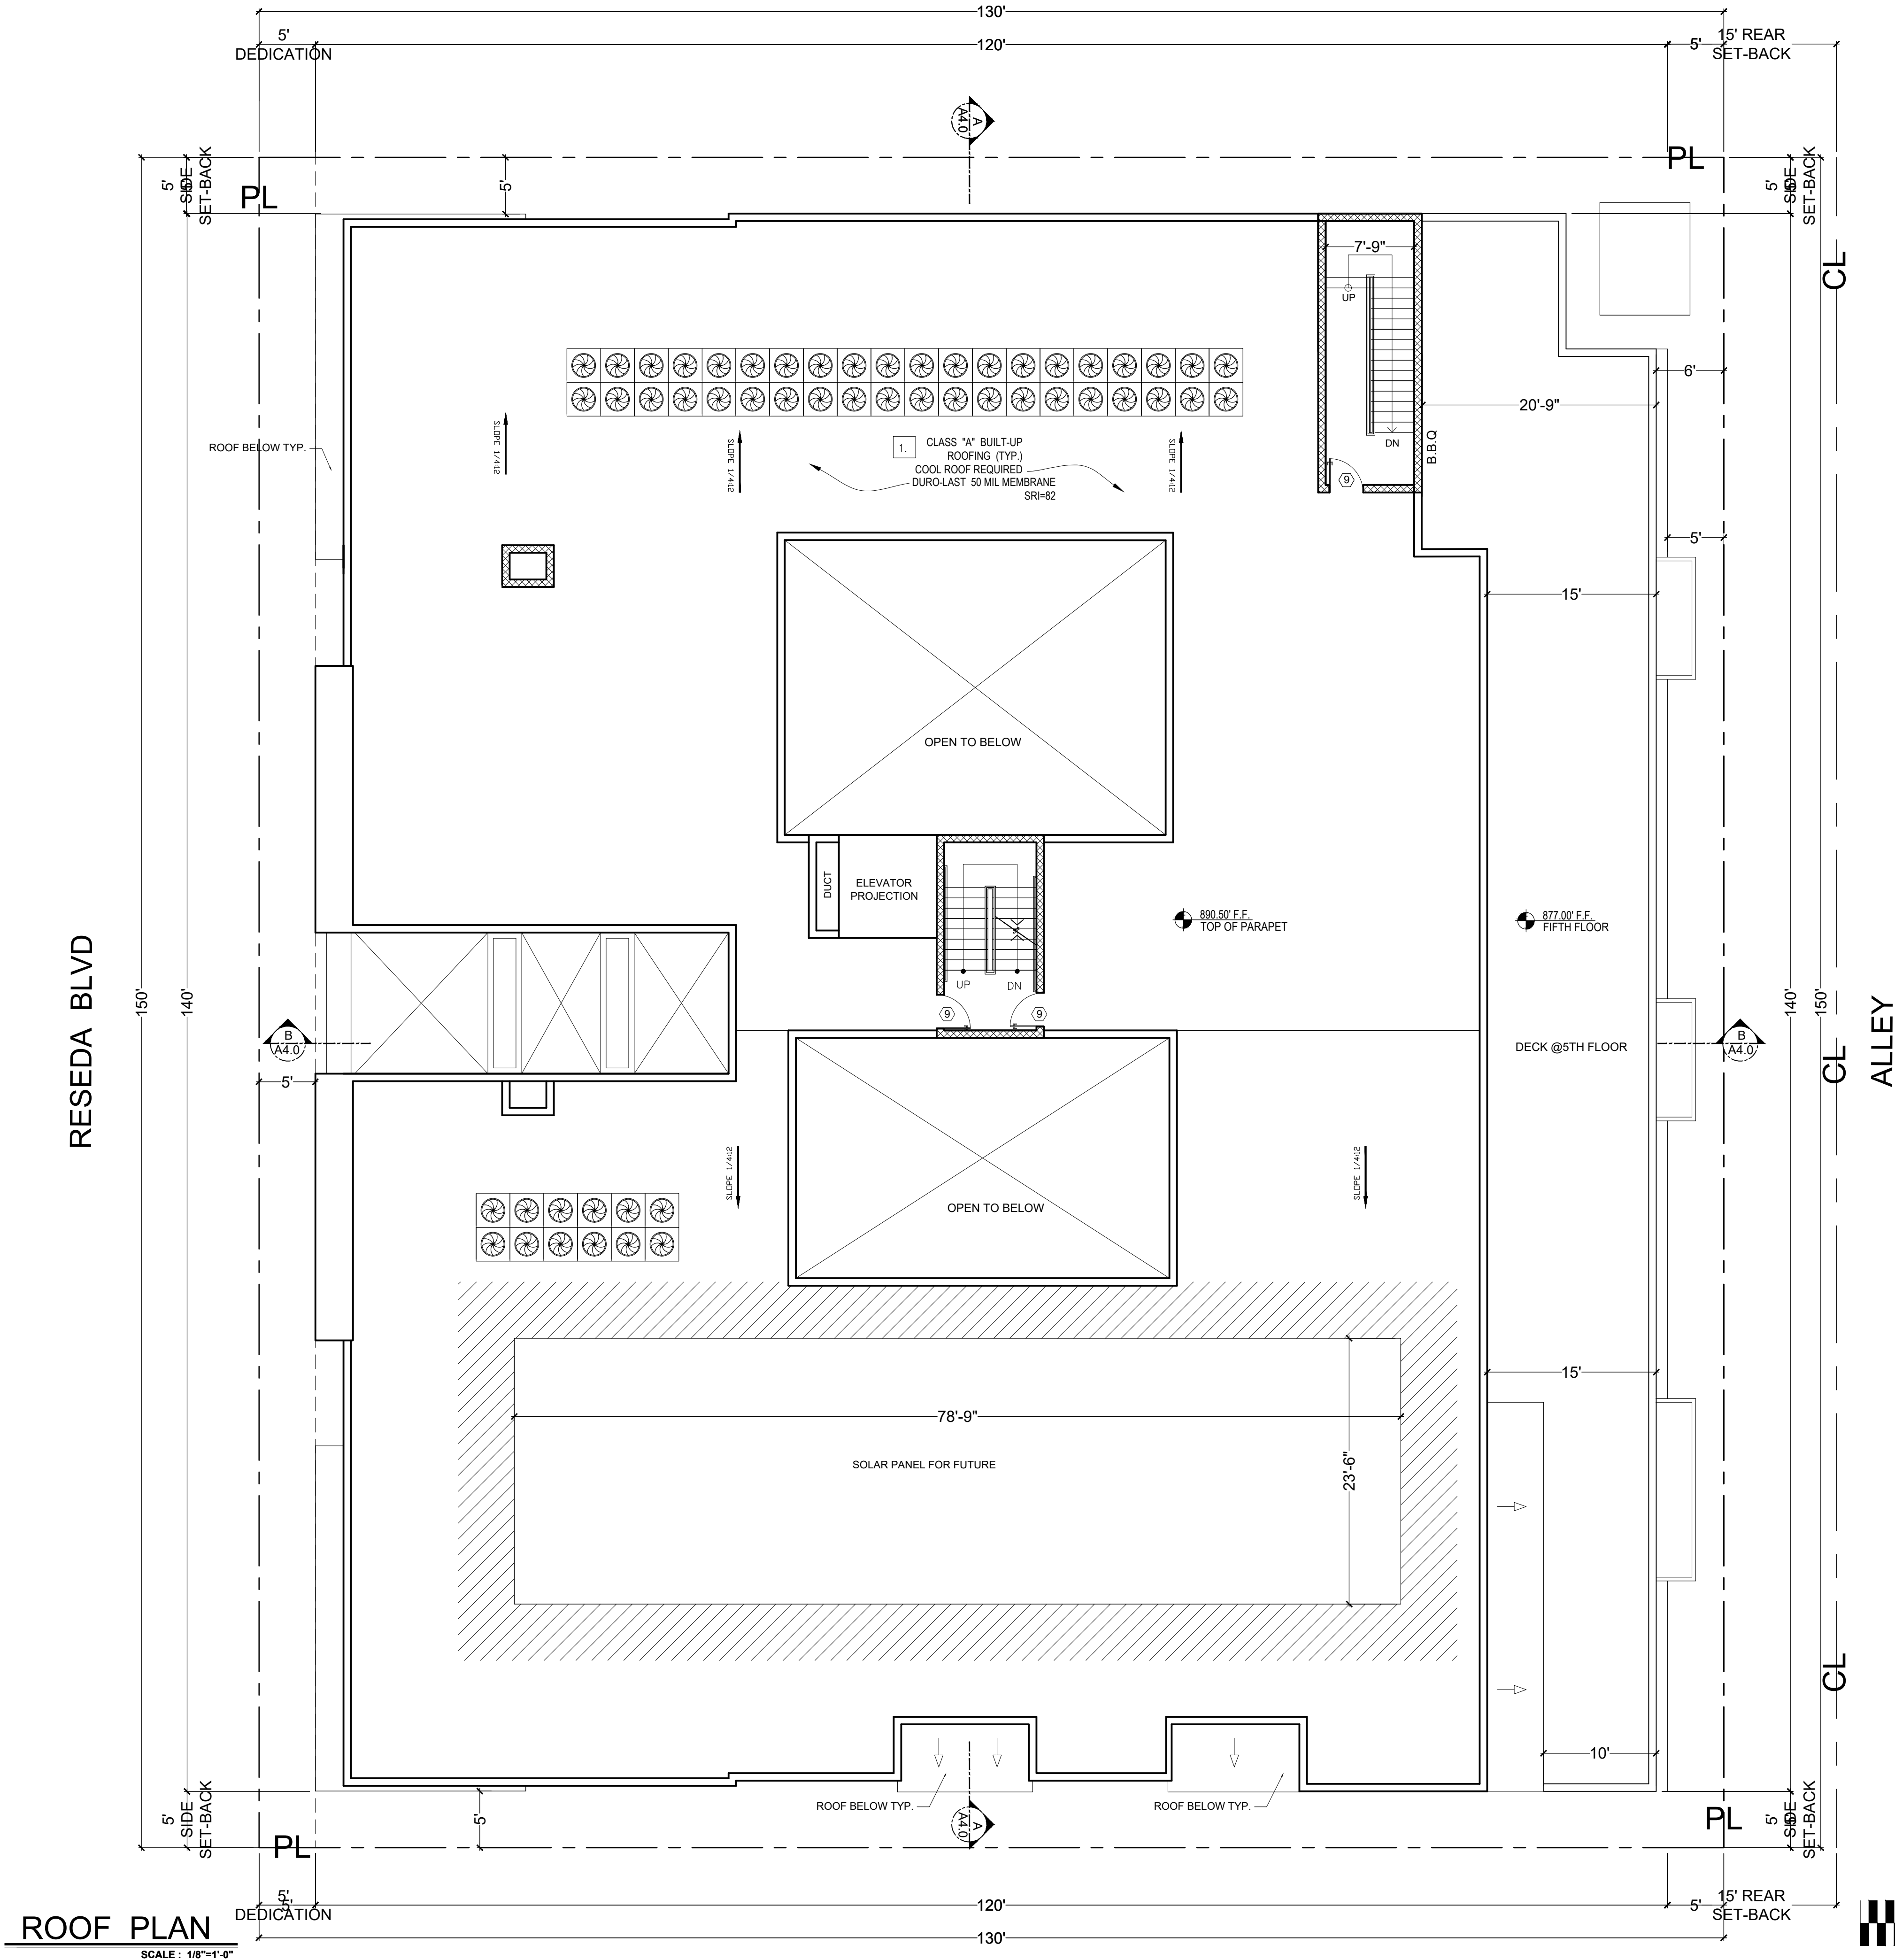 130'
5'
DEDICATION
120'
5'
15' REAR
SET-BACK
A
A4.0
5'
SIDE
SET-BACK
PL
5'
PL
5'
SIDE
SET-BACK
7'-9"
UP
CL
6'
20'-9"
ROOF BELOW TYP.
SLOPE 1/4:12
SLOPE 1/4:12
1.
CLASS "A" BUILT-UP
ROOFING (TYP.)
COOL ROOF REQUIRED
DURO-LAST 50 MIL MEMBRANE
SRI=82
SLOPE 1/4:12
DN
B.B.Q
9
5'
15'
OPEN TO BELOW
DUCT
ELEVATOR
PROJECTION
890.50' F.F.
TOP OF PARAPET
877.00' F.F.
FIFTH FLOOR
UP
DN
9
9
RESEDA BLVD
150'
140'
B
A4.0
5'
DECK @5TH FLOOR
B
A4.0
140'
150'
CL
ALLEY
SLOPE 1/4:12
SLOPE 1/4:12
OPEN TO BELOW
15'
78'-9"
SOLAR PANEL FOR FUTURE
23'-6"
CL
10'
ROOF BELOW TYP.
ROOF BELOW TYP.
5'
SIDE
SET-BACK
5'
A
A4.0
PL
PL
5'
SIDE
SET-BACK
5'
5'
DEDICATION
120'
5'
15' REAR
SET-BACK
130'
ROOF PLAN
SCALE : 1/8"=1'-0"